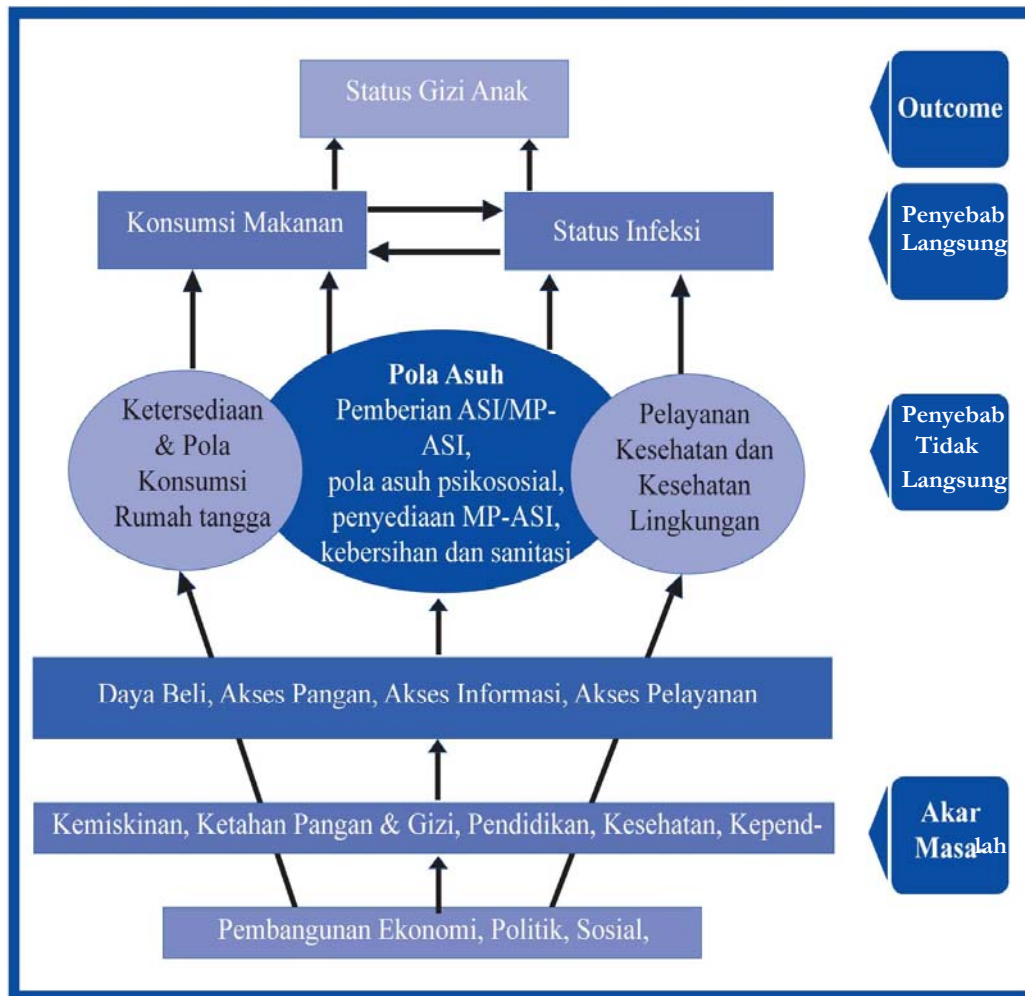 Status Gizi Anak
Outcome
Konsumsi Makanan
Status Infeksi
Penyebab
Langsung
Ketersediaan
& Pola
Konsumsi
Rumah tangga
Pola Asuh
Pemberian ASI/MP-
ASI,
pola asuh psikososial,
penyediaan MP-ASI,
kebersihan dan sanitasi
Pelayanan
Kesehatan dan
Kesehatan
Lingkungan
Penyebab
Tidak
Langsung
Daya Beli, Akses Pangan, Akses Informasi, Akses Pelayanan
Kemiskinan, Ketahan Pangan & Gizi, Pendidikan, Kesehatan, Kepend-
Akar
Masa-lah
Pembangunan Ekonomi, Politik, Sosial,